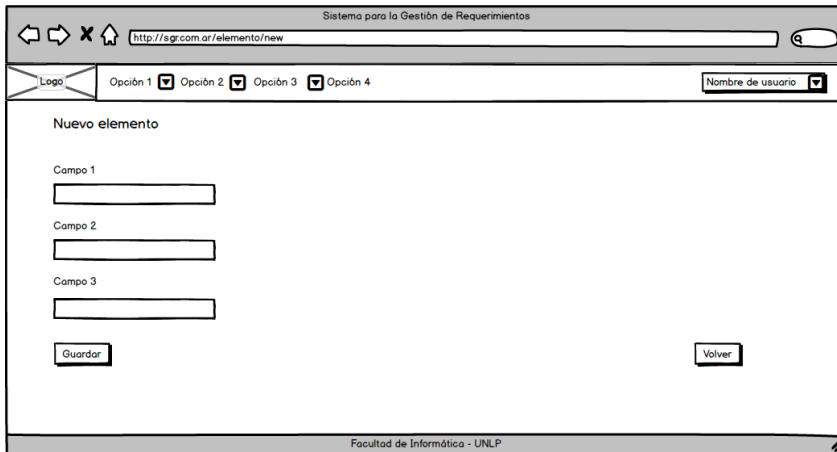 Sistema para la Gestión de Requerimientos
http://sgr.com.ar/elemento/new
Logo Opción 1 Opción 2 Opción 3 Opción 4 Nombre de usuario
Nuevo elemento
Campo 1
Campo 2
Campo 3
Guardar Volver
Facultad de Informática - UNLP